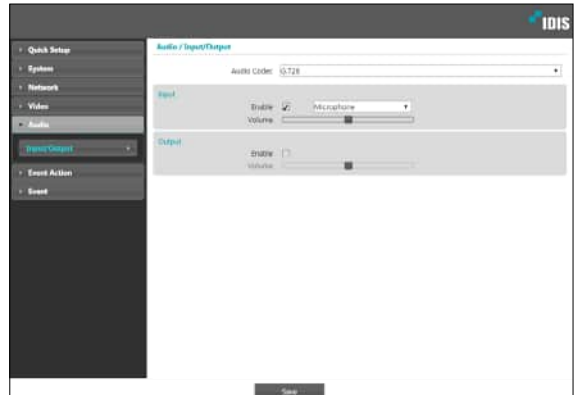 IDIS
Quick Setup
System
Network
Video
Audio
Input/Output
Event Action
Event
Audio / Input/Output
Audio Codec G.726
Input
Enable Microphone
Volume
Output
Enable
Volume
Save